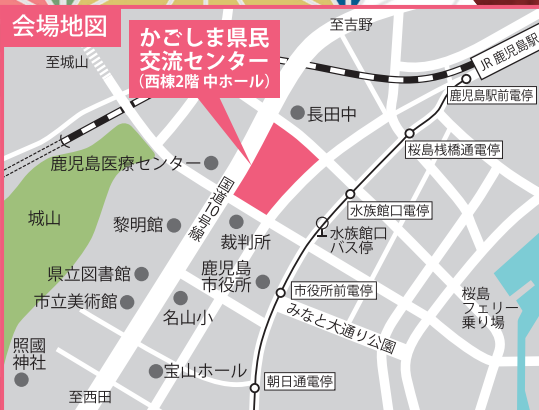 会場地図
至吉野
かごしま県民
交流センター
(西棟2階 中ホール)
至城山
JR 鹿児島駅
鹿児島駅前電停
長田中
桜島桟橋通電停
鹿児島医療センター
国道10号線
水族館口電停
城山
黎明館
裁判所
水族館口
バス停
県立図書館
鹿児島
市役所
市役所前電停
桜島
フェリー
乗り場
市立美術館
名山小
みなと大通り公園
照國
神社
宝山ホール
朝日通電停
至西田